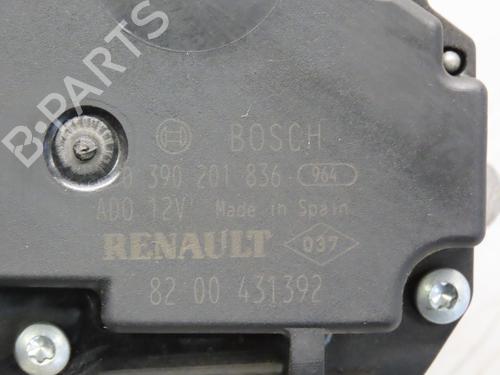 B-PARTS
BOSCH
0 390 201 836 964
ADO 12V Made in Spain
RENAULT 037
82 00 431392